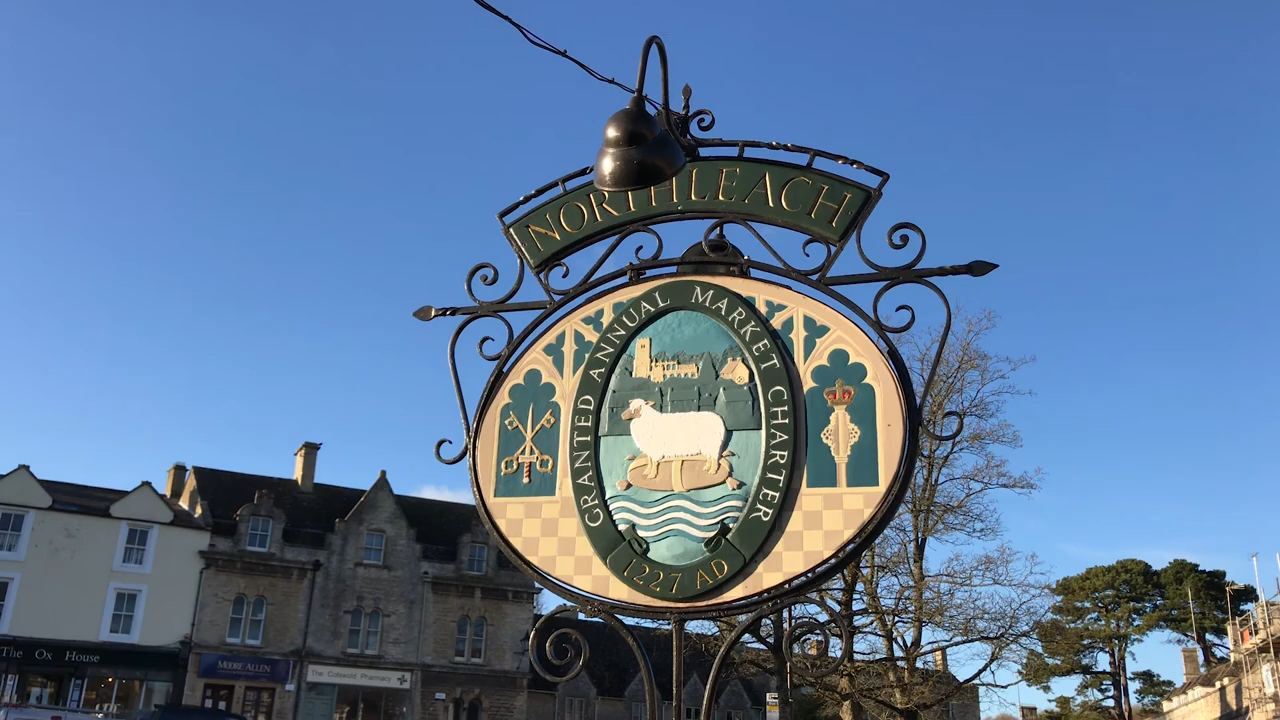 NORTHLEACH
GRANTED ANNUAL MARKET CHARTER
1227 AD
The Ox House
MOORE ALLEN
The Cotswold Pharmacy